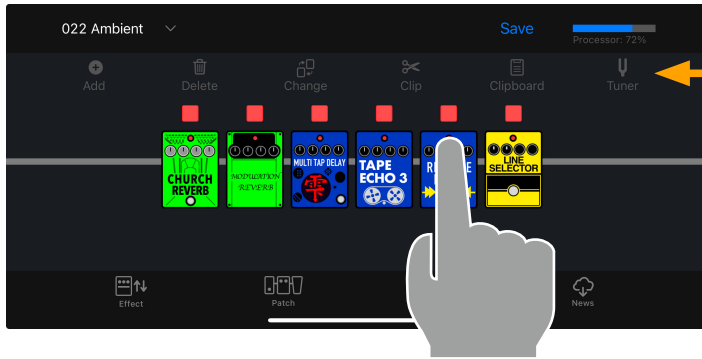 022 Ambient
Save
Processor: 72%
Add
Delete
Change
Clip
Clipboard
Tuner
CHURCH
REVERB
MODULATION
REVERB
MULTI TAP DELAY
雫
TAPE
ECHO 3
LINE
SELECTOR
Effect
Patch
News